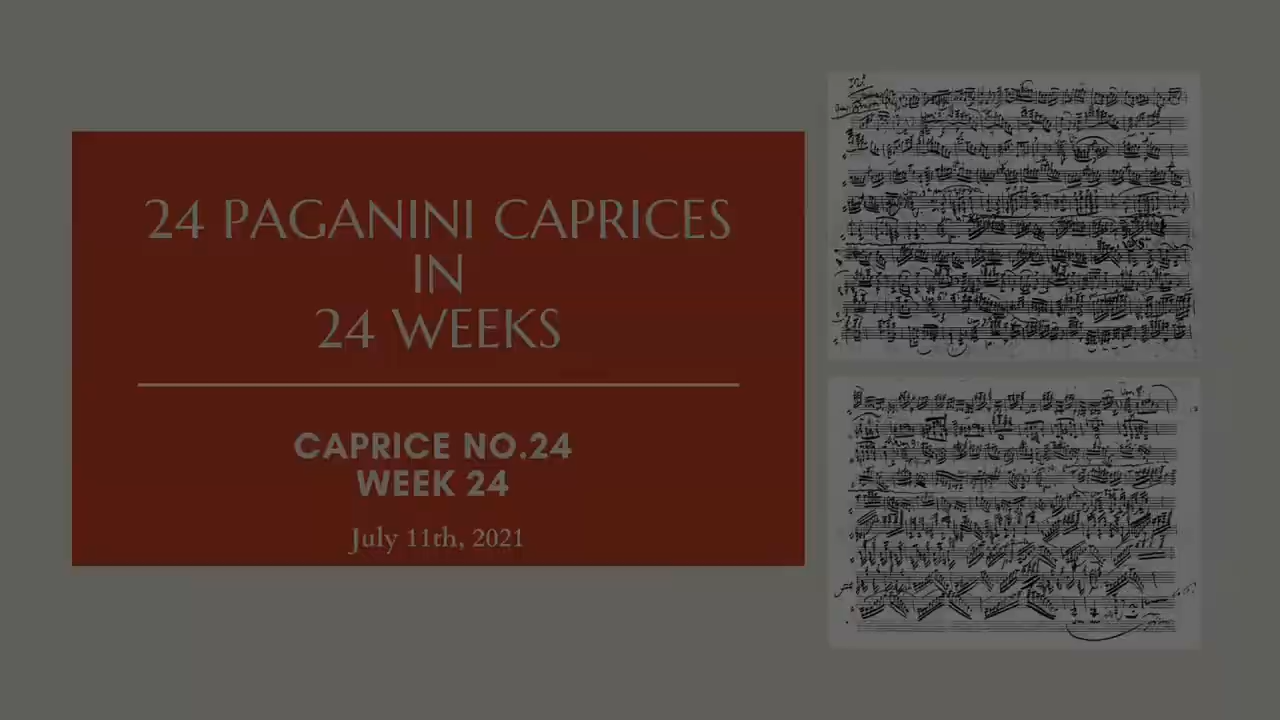 24 PAGANINI CAPRICES
IN
24 WEEKS
CAPRICE NO.24
WEEK 24
July 11th, 2021